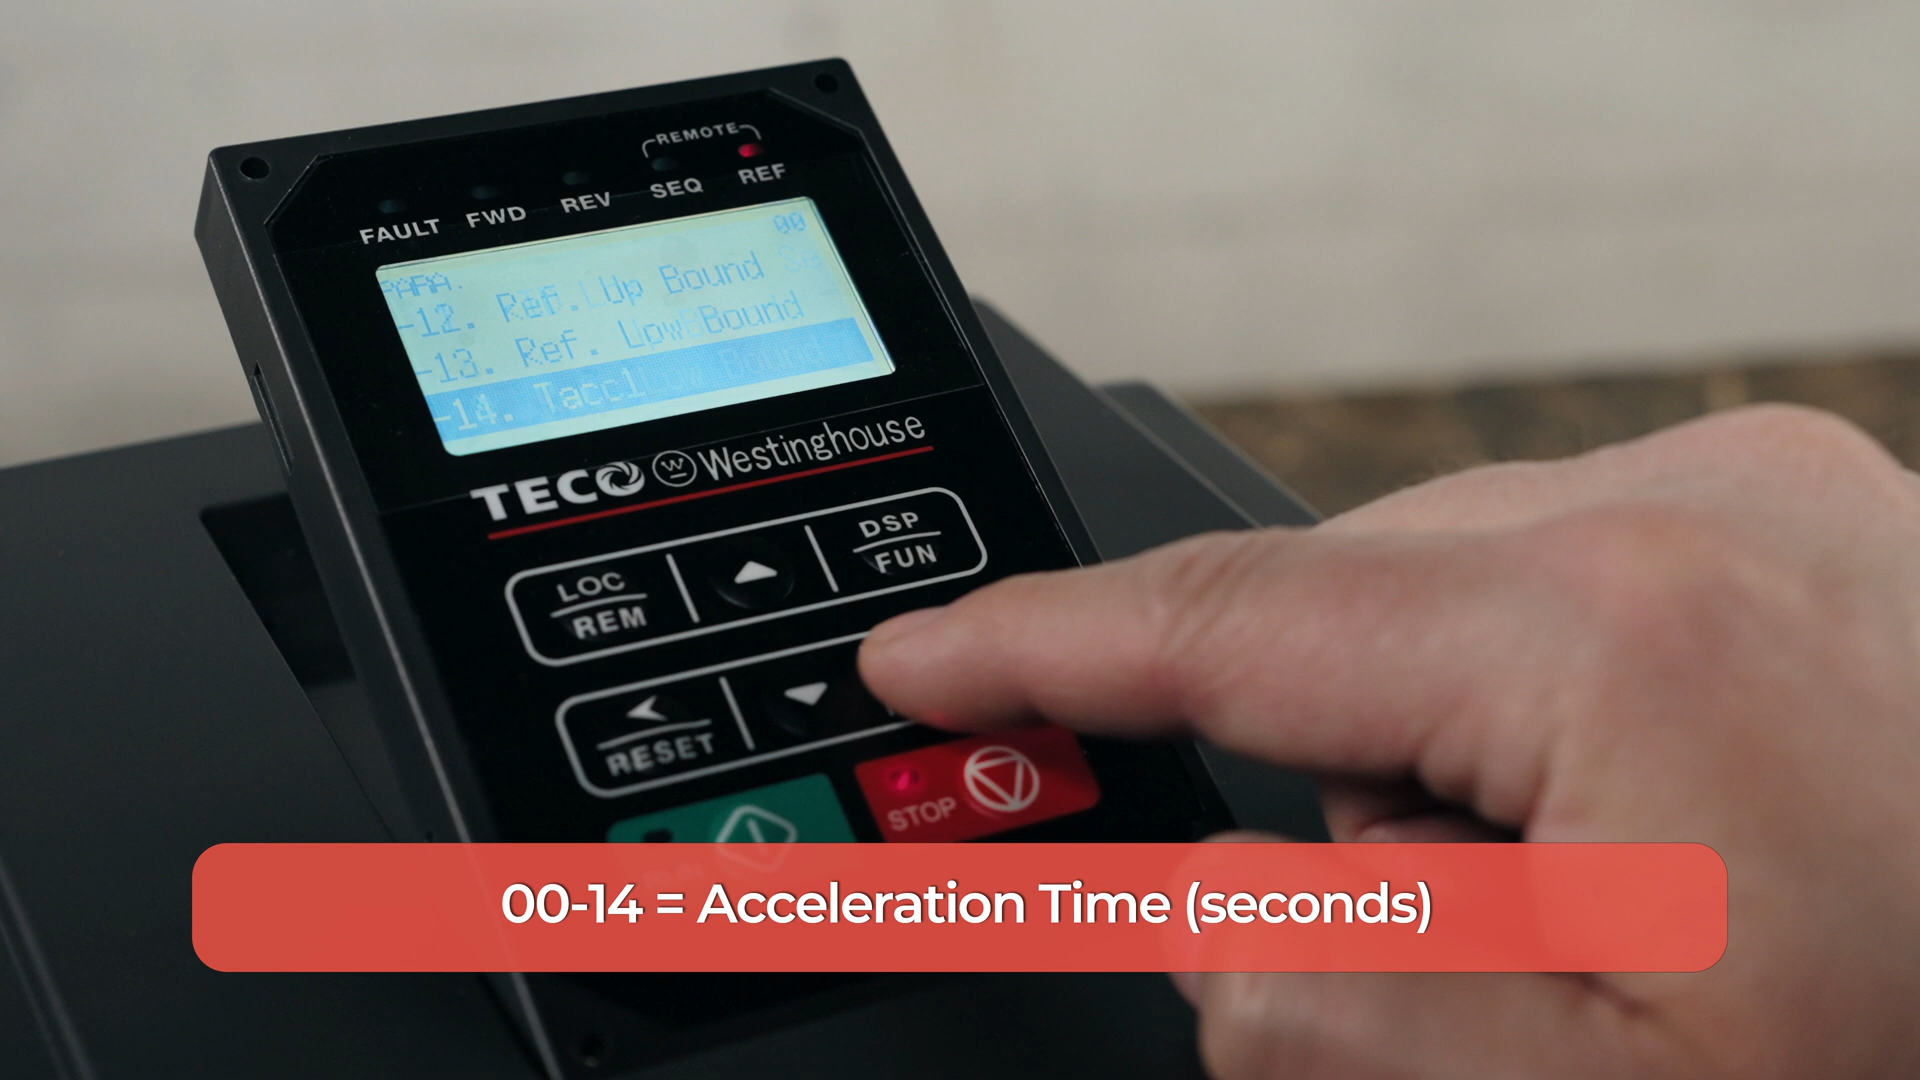 REMOTE
FAULT FWD REV SEQ REF
00
PARA.
-12. Ref. Up Bound
-13. Ref. Low Bound
-14. Tacc1
TECO Westinghouse
LOC
REM
DSP
FUN
RESET
STOP
00-14 = Acceleration Time (seconds)